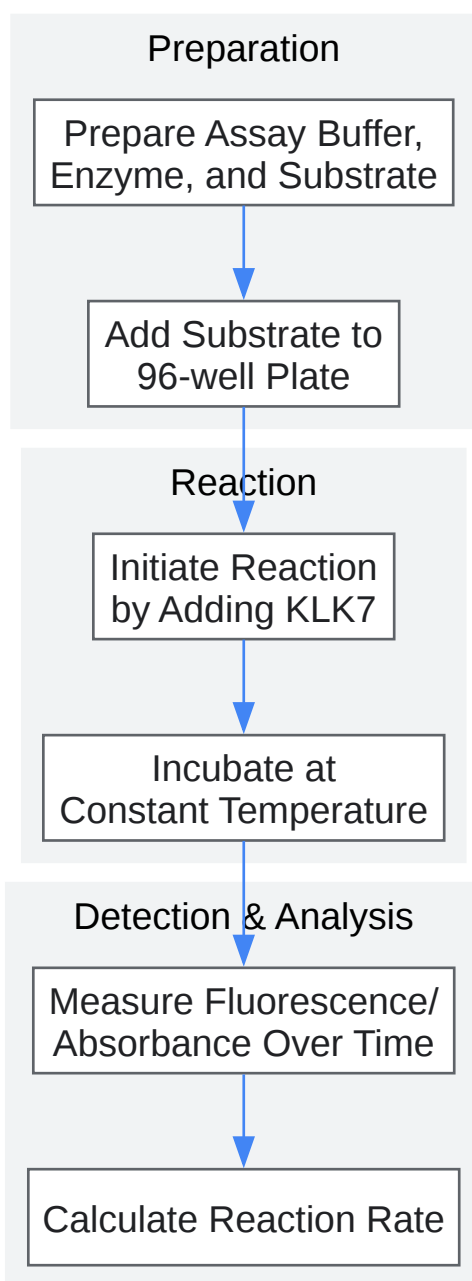 Preparation
Prepare Assay Buffer,
Enzyme, and Substrate
Add Substrate to
96-well Plate
Reaction
Initiate Reaction
by Adding KLK7
Incubate at
Constant Temperature
Detection & Analysis
Measure Fluorescence/
Absorbance Over Time
Calculate Reaction Rate